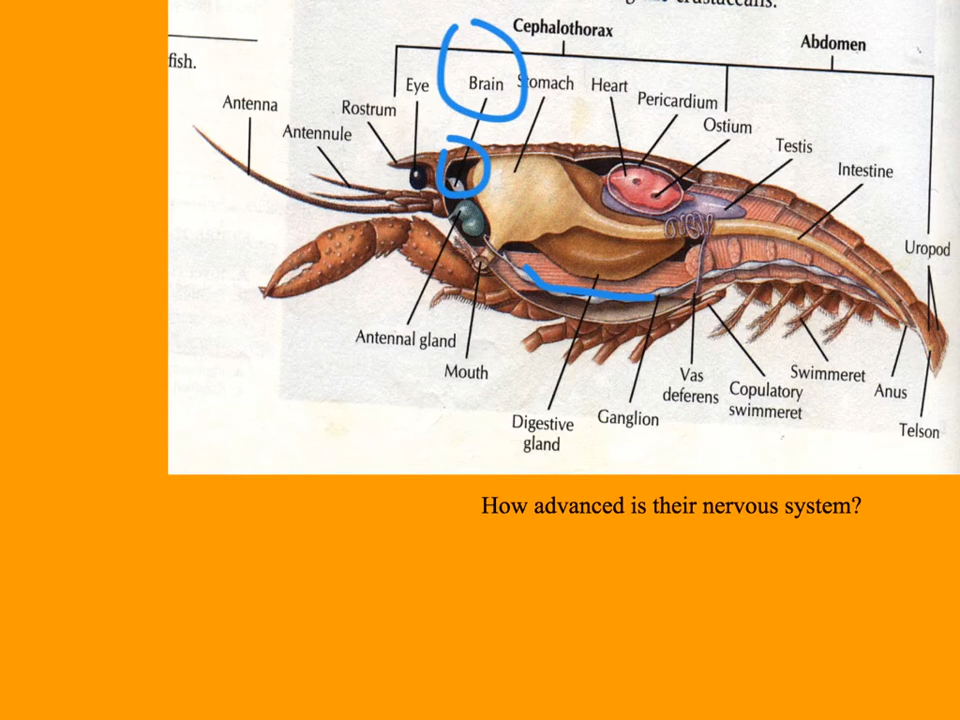 crustaceans.
fish.
Cephalothorax
Abdomen
Eye
Brain
Stomach
Heart
Pericardium
Antenna
Rostrum
Antennule
Ostium
Testis
Intestine
Uropod
Antennal gland
Mouth
Digestive
gland
Ganglion
Vas
deferens
Copulatory
swimmeret
Swimmeret
Anus
Telson
How advanced is their nervous system?